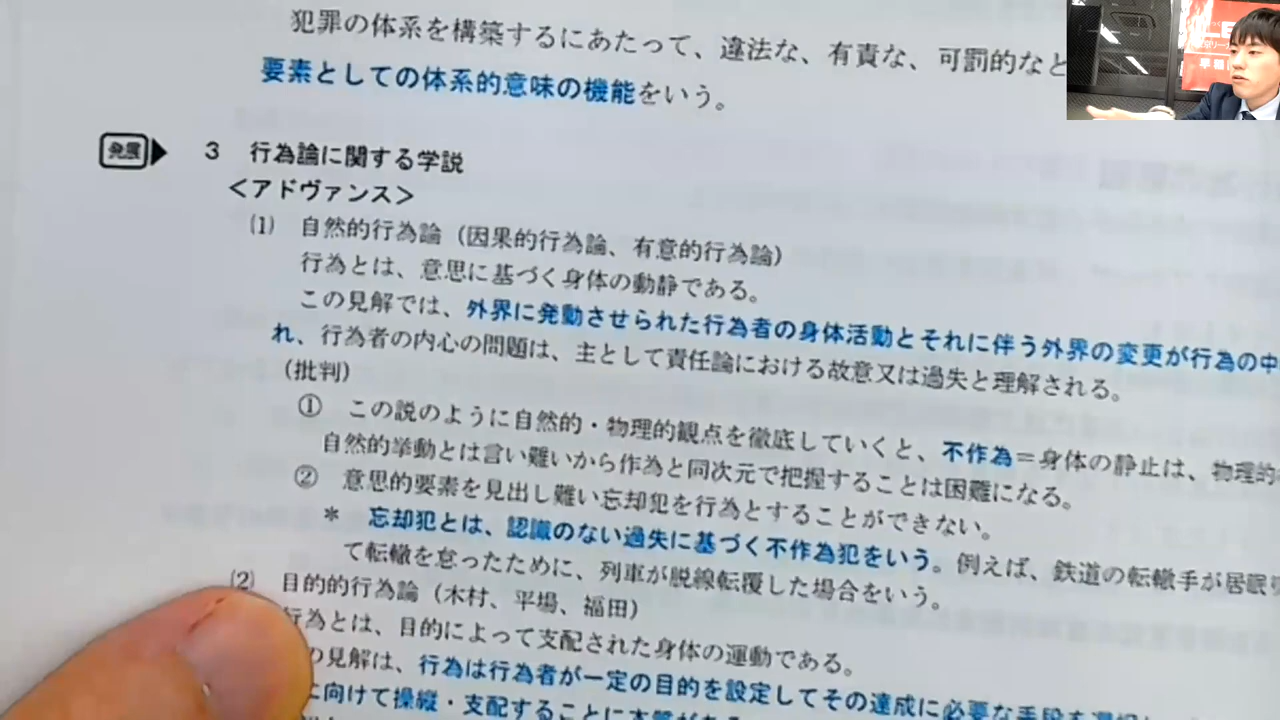 犯罪の体系を構築するにあたって、違法な、有責な、可罰的なと
要素としての体系的意味の機能をいう。
発展
3 行為論に関する学説
＜アドヴァンス＞
(1) 自然的行為論（因果的行為論、有意的行為論）
行為とは、意思に基づく身体の動静である。
この見解では、外界に発動させられた行為者の身体活動とそれに伴う外界の変更が行為の中
れ、行為者の内心の問題は、主として責任論における故意又は過失と理解される。
（批判）
① この説のように自然的・物理的観点を徹底していくと、不作為＝身体の静止は、物理的
自然的挙動とは言い難いから作為と同次元で把握することは困難になる。
② 意思的要素を見出し難い忘却犯を行為とすることができない。
＊ 忘却犯とは、認識のない過失に基づく不作為犯をいう。例えば、鉄道の転轍手が居眠り
て転轍を怠ったために、列車が脱線転覆した場合をいう。
(2) 目的的行為論（木村、平場、福田）
行為とは、目的によって支配された身体の運動である。
の見解は、行為は行為者が一定の目的を設定してその達成に必要な手段を選択し
に向けて操縦・支配することに本質がある